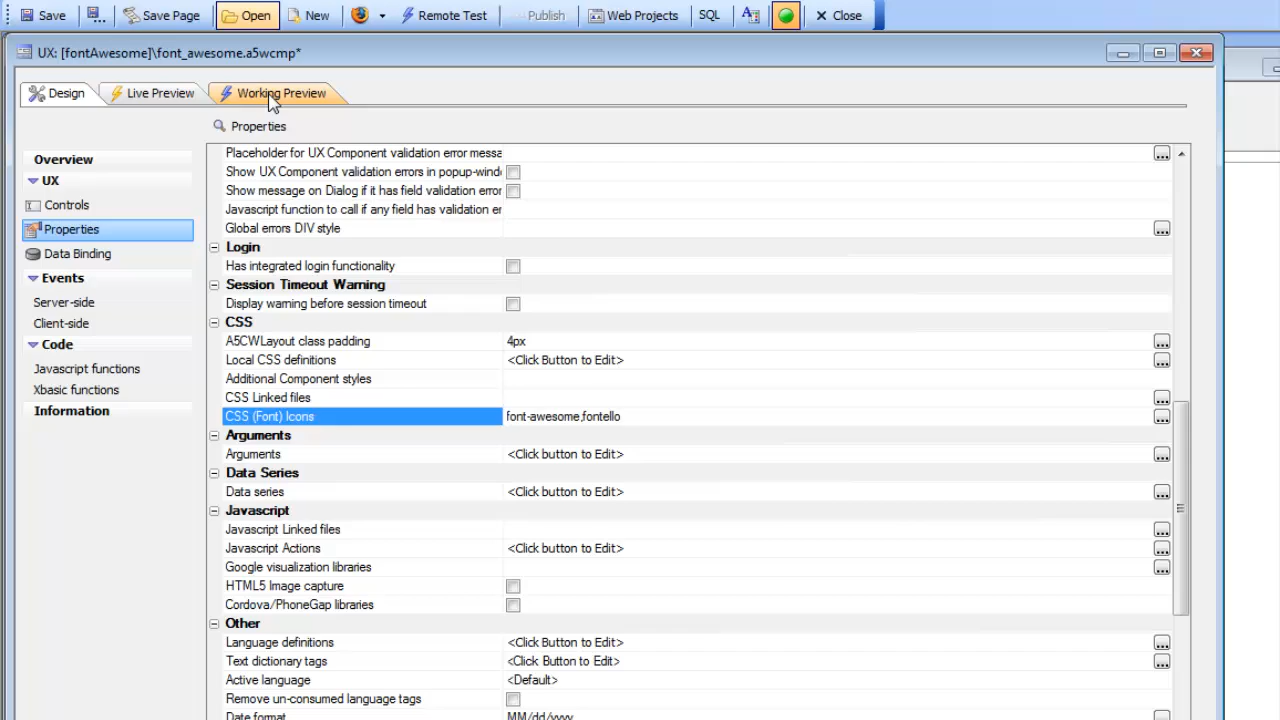 Save Save Page Open New Remote Test Publish Web Projects SQL A Close
UX: [fontAwesome]\font_awesome.a5wcmp*
Design Live Preview Working Preview
Properties
Overview
UX
Controls
Properties
Data Binding
Events
Server-side
Client-side
Code
Javascript functions
Xbasic functions
Information
Placeholder for UX Component validation error messa ...
Show UX Component validation errors in popup-wind
Show message on Dialog if it has field validation error
Javascript function to call if any field has validation er
Global errors DIV style ...
Login
Has integrated login functionality
Session Timeout Warning
Display warning before session timeout
CSS
A5CWLayout class padding 4px ...
Local CSS definitions <Click Button to Edit> ...
Additional Component styles
CSS Linked files ...
CSS (Font) Icons font-awesome,fontello ...
Arguments
Arguments <Click button to Edit> ...
Data Series
Data series <Click button to Edit> ...
Javascript
Javascript Linked files ...
Javascript Actions <Click button to Edit> ...
Google visualization libraries ...
HTML5 Image capture
Cordova/PhoneGap libraries
Other
Language definitions <Click Button to Edit> ...
Text dictionary tags <Click Button to Edit> ...
Active language <Default>
Remove un-consumed language tags
Date format MM/dd/yyyy